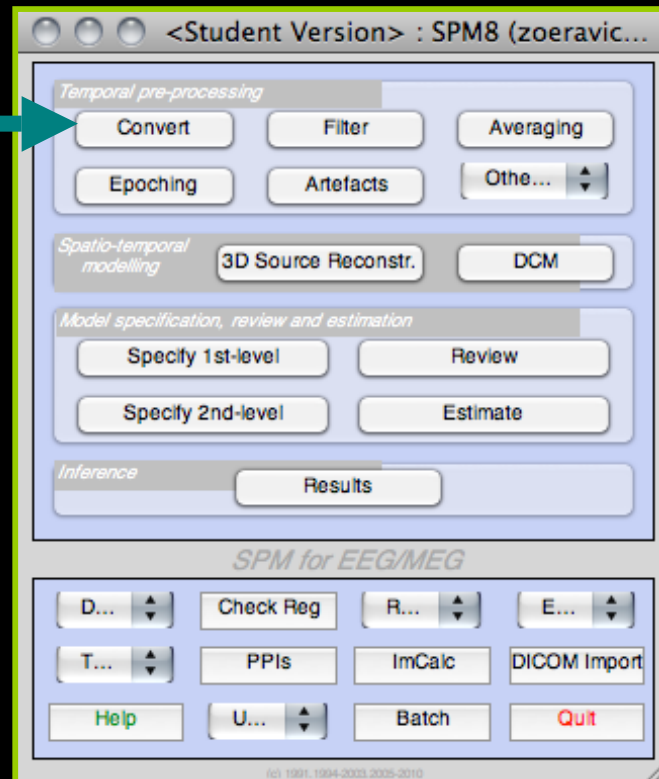 <Student Version> : SPM8 (zoeravic...
Temporal pre-processing
Convert Filter Averaging
Epoching Artefacts Othe...
Spatio-temporal
modelling
3D Source Reconstr. DCM
Model specification, review and estimation
Specify 1st-level Review
Specify 2nd-level Estimate
Inference
Results
SPM for EEG/MEG
D... Check Reg R... E...
T... PPIs ImCalc DICOM Import
Help U... Batch Quit
(c) 1991,1994-2003,2005-2010